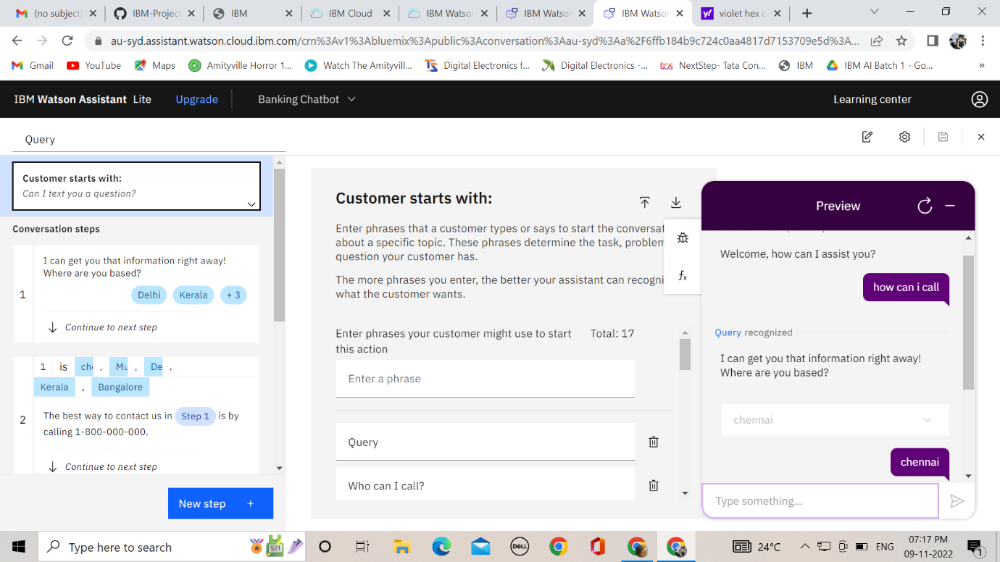 (no subject)
IBM-Project
IBM
IBM Cloud
IBM Watson
IBM Watson
IBM Watson
violet hex c
au-syd.assistant.watson.cloud.ibm.com/crn%3Av1%3Abluemix%3Apublic%3Aconversation%3Aau-syd%3Aa%2F6ffb184b9c724c0aa4817d7153709e5d%3A...
Gmail
YouTube
Maps
Amityville Horror 1...
Watch The Amityvill...
Digital Electronics f...
Digital Electronics -...
tcs NextStep- Tata Con...
IBM
IBM AI Batch 1 - Go...
»
IBM Watson Assistant Lite
Upgrade
Banking Chatbot
Learning center
Query
Customer starts with:
Can I text you a question?
Conversation steps
1
I can get you that information right away!
Where are you based?
Delhi Kerala + 3
Continue to next step
1 is che , Mu , De ,
Kerala , Bangalore
2
The best way to contact us in Step 1 is by
calling 1-800-000-000.
Continue to next step
New step +
Customer starts with:
Enter phrases that a customer types or says to start the conversat
about a specific topic. These phrases determine the task, problem
question your customer has.
The more phrases you enter, the better your assistant can recogni
what the customer wants.
Enter phrases your customer might use to start
this action
Total: 17
Enter a phrase
Query
Who can I call?
fx
Preview
Welcome, how can I assist you?
how can i call
Query recognized
I can get you that information right away!
Where are you based?
chennai
chennai
Type something...
Type here to search
521
DELL
24°C
ENG
07:17 PM
09-11-2022
1